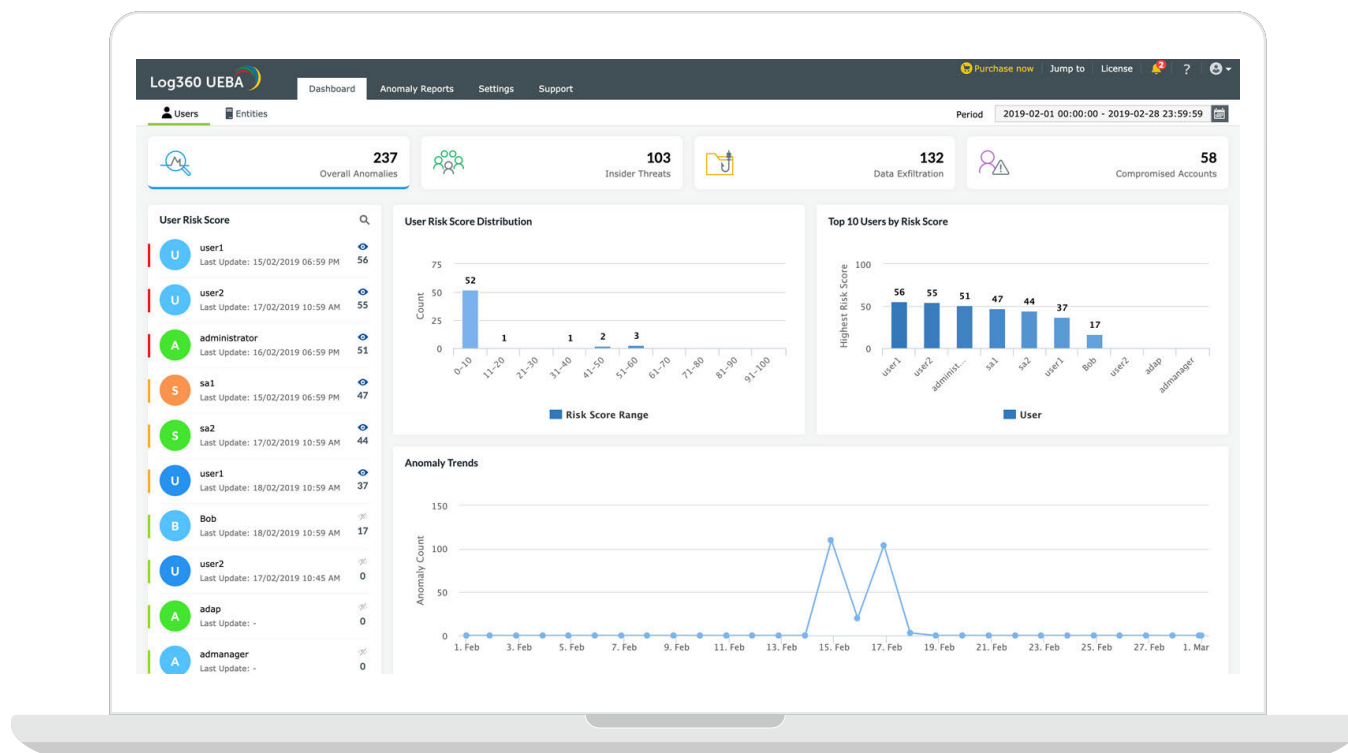 Log360 UEBA
Dashboard
Anomaly Reports
Settings
Support
Purchase now
Jump to
License
2
?
Users
Entities
Period
2019-02-01 00:00:00 - 2019-02-28 23:59:59
237
Overall Anomalies
103
Insider Threats
132
Data Exfiltration
58
Compromised Accounts
User Risk Score
U
user1
Last Update: 15/02/2019 06:59 PM
56
U
user2
Last Update: 17/02/2019 10:59 AM
55
A
administrator
Last Update: 16/02/2019 06:59 PM
51
S
sa1
Last Update: 15/02/2019 06:59 PM
47
S
sa2
Last Update: 17/02/2019 10:59 AM
44
U
user1
Last Update: 18/02/2019 10:59 AM
37
B
Bob
Last Update: 18/02/2019 10:59 AM
17
U
user2
Last Update: 17/02/2019 10:45 AM
0
A
adap
Last Update: -
0
A
admanager
Last Update: -
0
User Risk Score Distribution
Count
75
50
25
0
52
1
1
2
3
0-10
11-20
21-30
31-40
41-50
51-60
61-70
71-80
81-90
91-100
Risk Score Range
Top 10 Users by Risk Score
Highest Risk Score
100
50
0
56
55
51
47
44
37
17
user1
user2
administ...
sa1
sa2
user1
Bob
user2
adap
admanager
User
Anomaly Trends
Anomaly Count
150
100
50
0
1. Feb
3. Feb
5. Feb
7. Feb
9. Feb
11. Feb
13. Feb
15. Feb
17. Feb
19. Feb
21. Feb
23. Feb
25. Feb
27. Feb
1. Mar